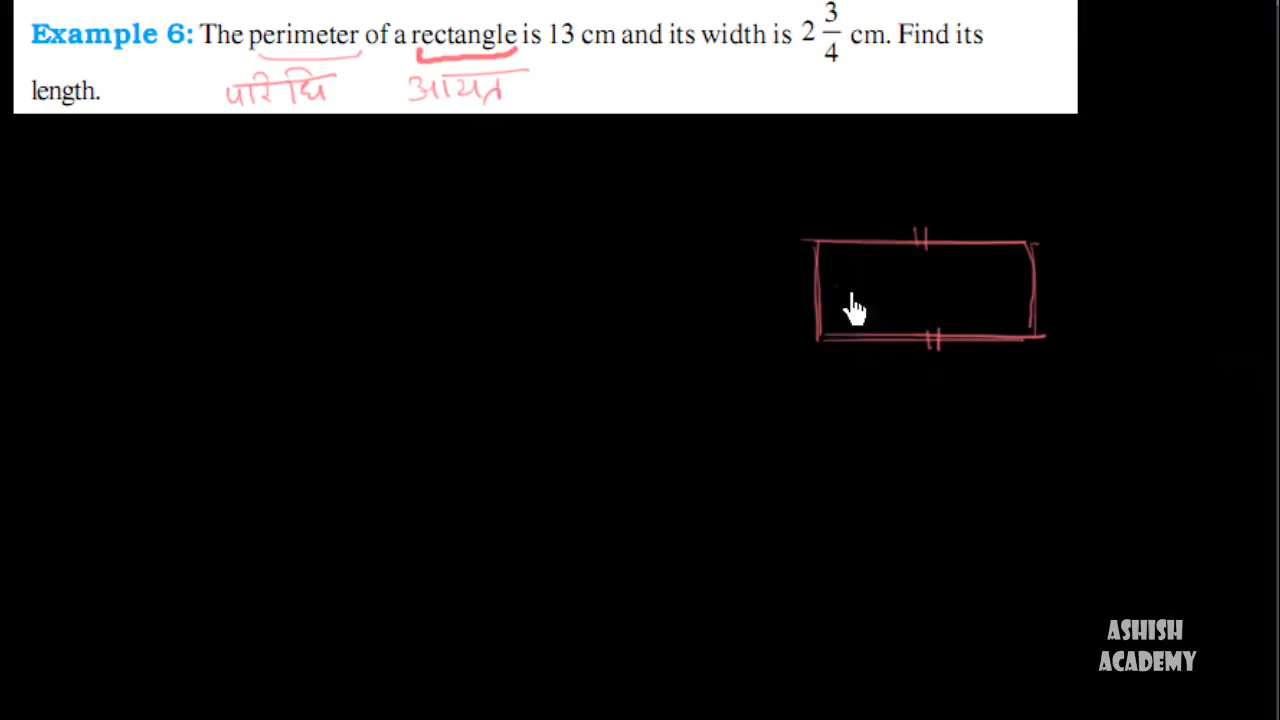 Example 6: The perimeter of a rectangle is 13 cm and its width is 2 3/4 cm. Find its
length. परिधि आयत
ASHISH
ACADEMY